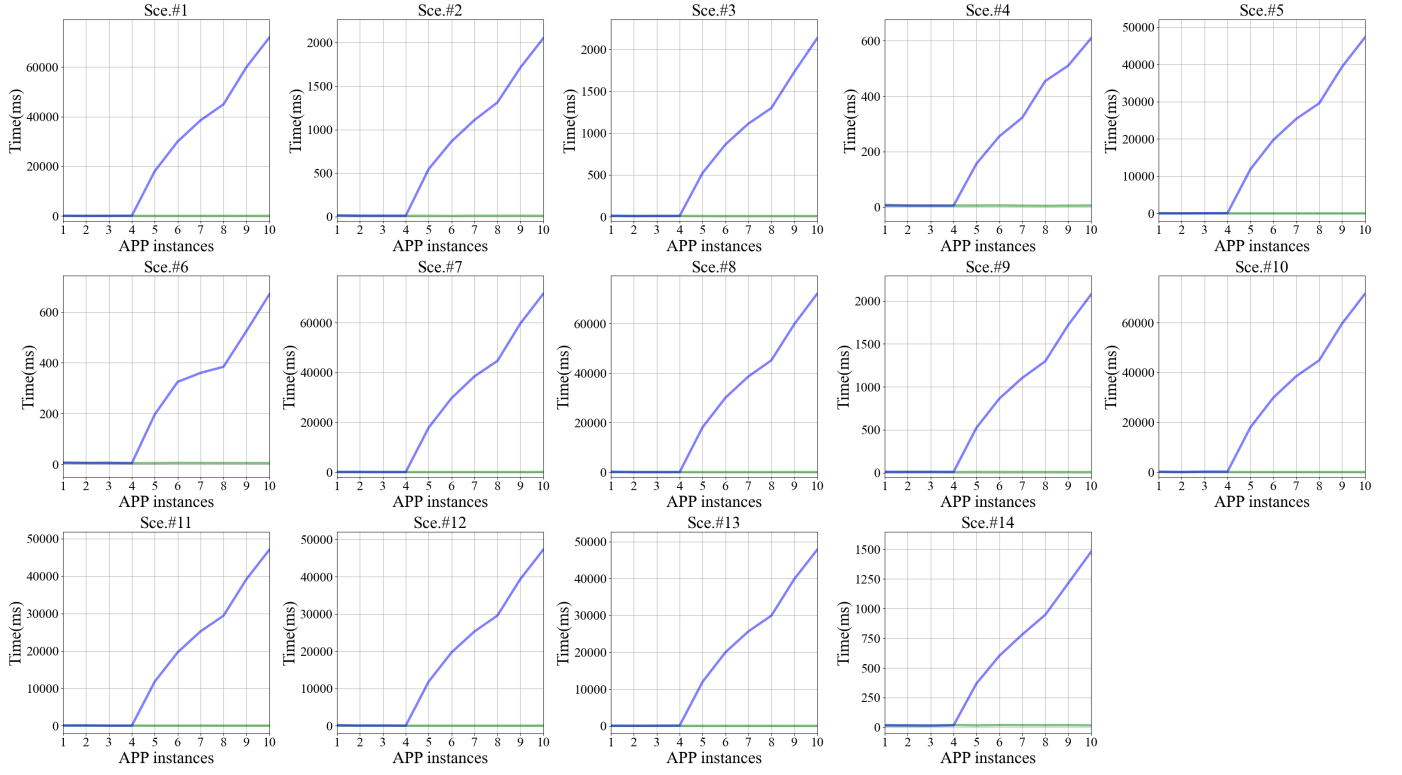 Sce.#1
Time(ms)
60000
40000
20000
0
1 2 3 4 5 6 7 8 9 10
APP instances
Sce.#2
Time(ms)
2000
1500
1000
500
0
1 2 3 4 5 6 7 8 9 10
APP instances
Sce.#3
Time(ms)
2000
1500
1000
500
0
1 2 3 4 5 6 7 8 9 10
APP instances
Sce.#4
Time(ms)
600
400
200
0
1 2 3 4 5 6 7 8 9 10
APP instances
Sce.#5
Time(ms)
50000
40000
30000
20000
10000
0
1 2 3 4 5 6 7 8 9 10
APP instances
Sce.#6
Time(ms)
600
400
200
0
1 2 3 4 5 6 7 8 9 10
APP instances
Sce.#7
Time(ms)
60000
40000
20000
0
1 2 3 4 5 6 7 8 9 10
APP instances
Sce.#8
Time(ms)
60000
40000
20000
0
1 2 3 4 5 6 7 8 9 10
APP instances
Sce.#9
Time(ms)
2000
1500
1000
500
0
1 2 3 4 5 6 7 8 9 10
APP instances
Sce.#10
Time(ms)
60000
40000
20000
0
1 2 3 4 5 6 7 8 9 10
APP instances
Sce.#11
Time(ms)
50000
40000
30000
20000
10000
0
1 2 3 4 5 6 7 8 9 10
APP instances
Sce.#12
Time(ms)
50000
40000
30000
20000
10000
0
1 2 3 4 5 6 7 8 9 10
APP instances
Sce.#13
Time(ms)
50000
40000
30000
20000
10000
0
1 2 3 4 5 6 7 8 9 10
APP instances
Sce.#14
Time(ms)
1500
1250
1000
750
500
250
0
1 2 3 4 5 6 7 8 9 10
APP instances